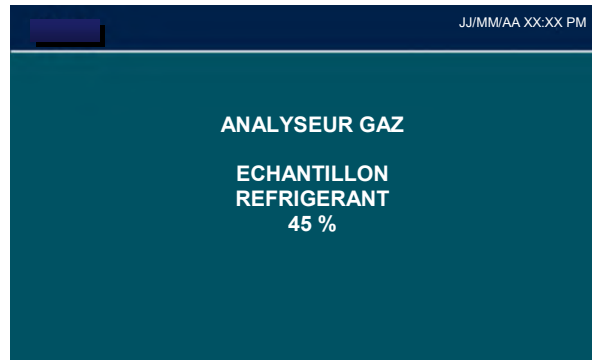 JJ/MM/AA XX:XX PM
ANALYSEUR GAZ
ECHANTILLON
REFRIGERANT
45 %